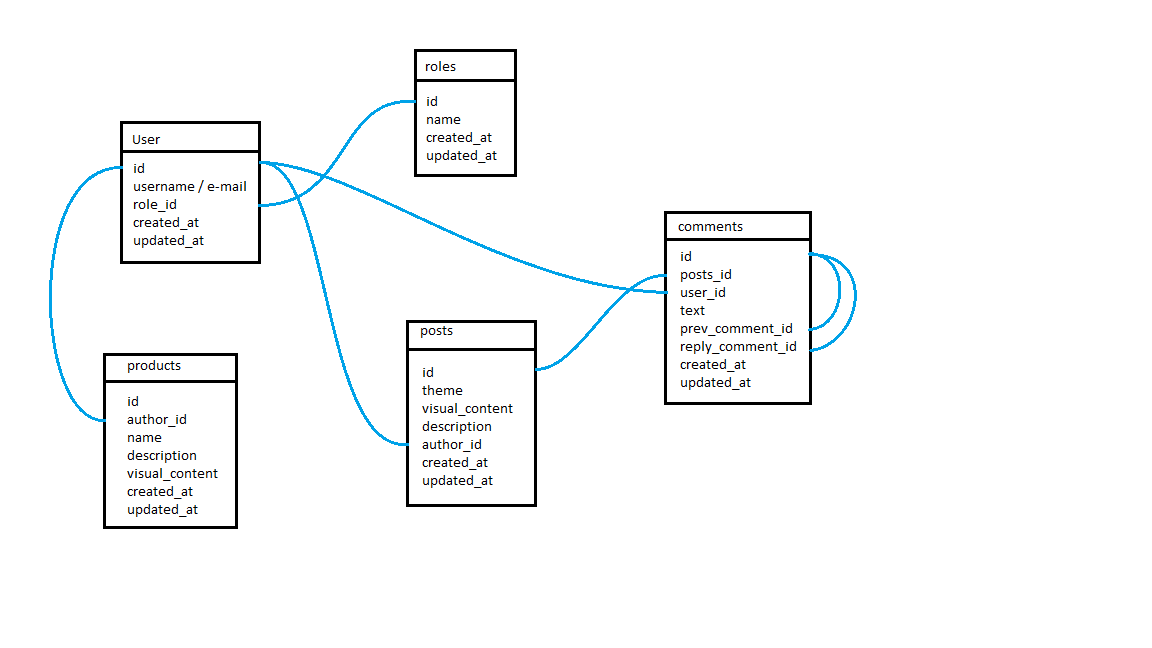 roles
id
name
created_at
updated_at
User
id
username / e-mail
role_id
created_at
updated_at
comments
id
posts_id
user_id
text
prev_comment_id
reply_comment_id
created_at
updated_at
products
id
author_id
name
description
visual_content
created_at
updated_at
posts
id
theme
visual_content
description
author_id
created_at
updated_at